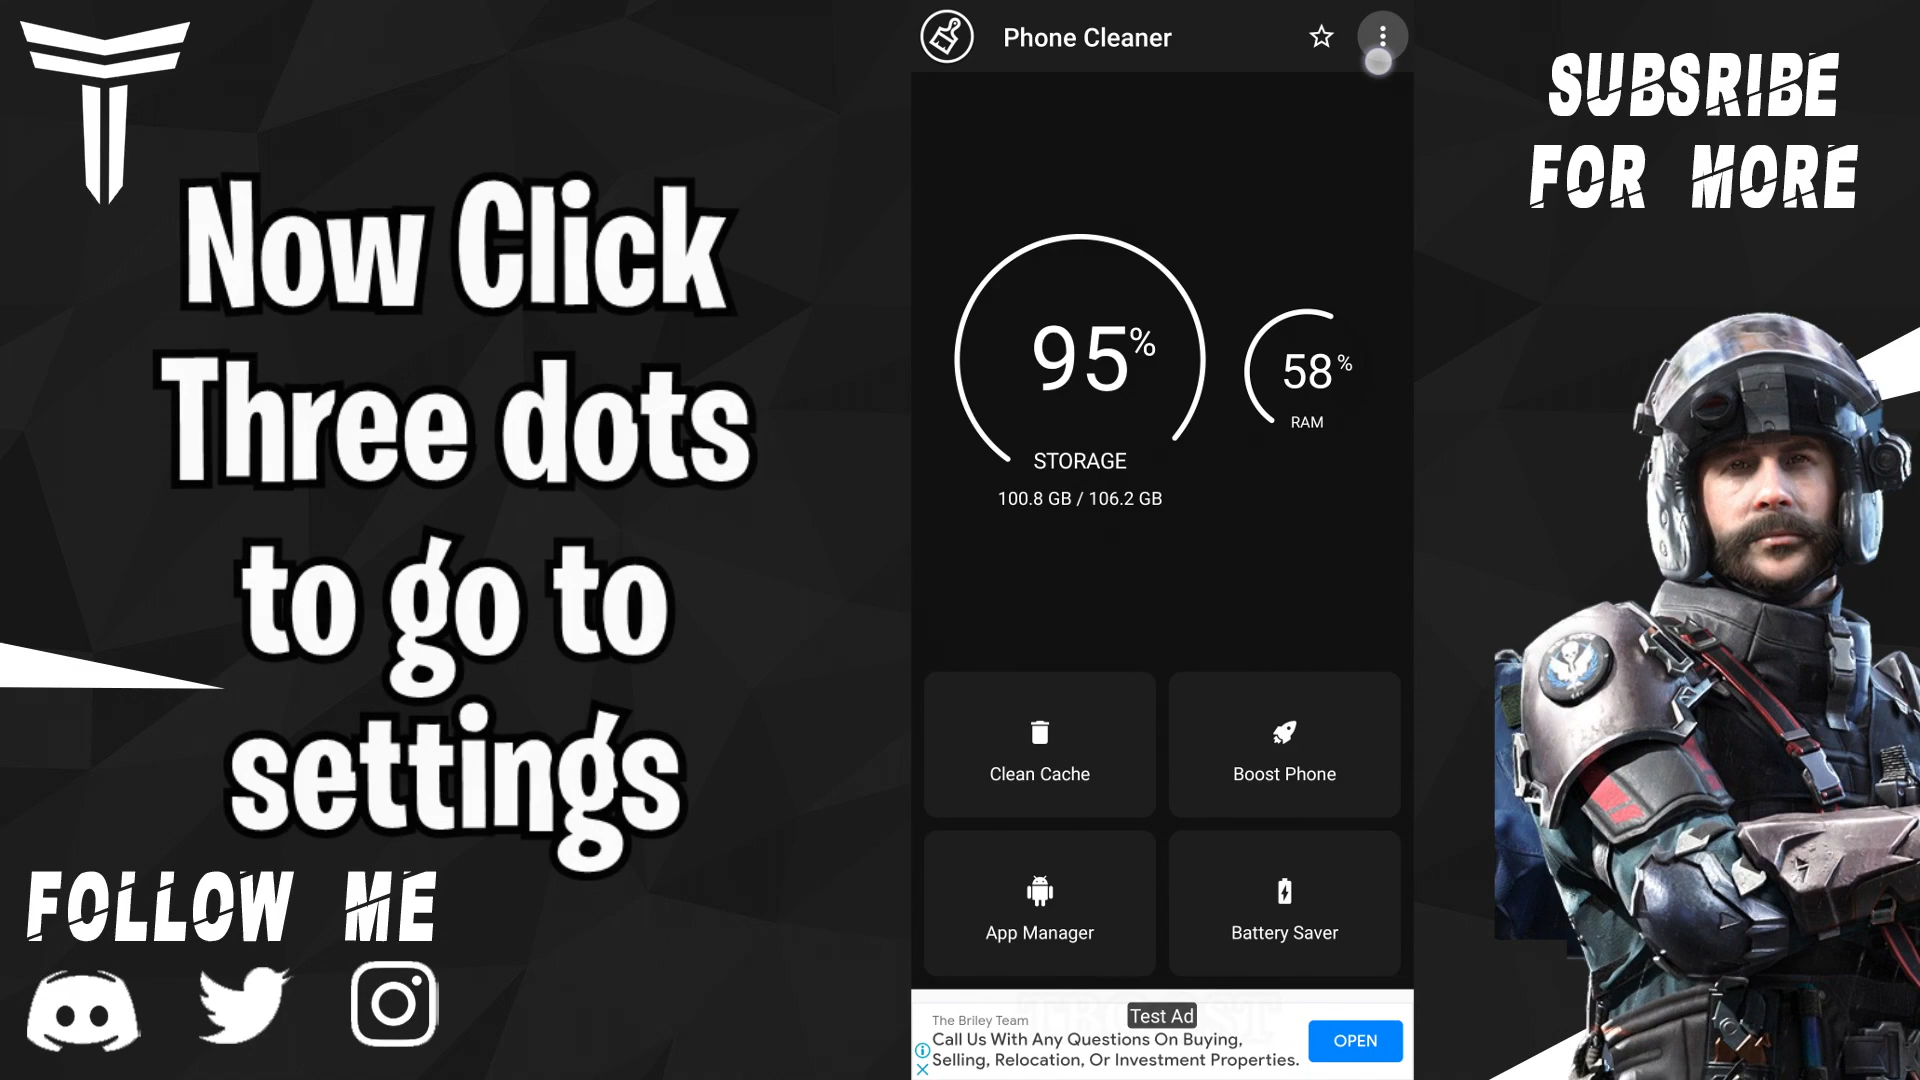 Now Click
Three dots
to go to
settings
FOLLOW ME
Phone Cleaner
95%
STORAGE
100.8 GB / 106.2 GB
58%
RAM
Clean Cache
Boost Phone
App Manager
Battery Saver
The Briley Team
Test Ad
Call Us With Any Questions On Buying,
Selling, Relocation, Or Investment Properties.
OPEN
SUBSRIBE
FOR MORE